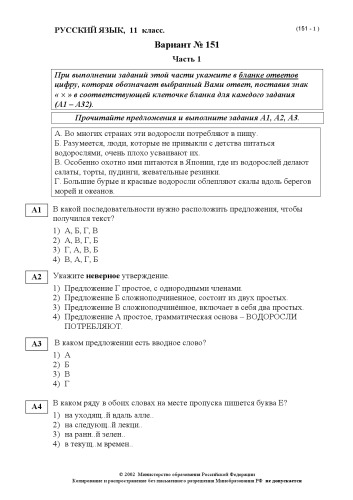 РУССКИЙ ЯЗЫК, 11 класс.
(151 - 1 )
Вариант № 151
Часть 1
При выполнении заданий этой части укажите в бланке ответов
цифру, которая обозначает выбранный Вами ответ, поставив знак
« × » в соответствующей клеточке бланка для каждого задания
(А1 – А32).
Прочитайте предложения и выполните задания А1, А2, А3.
А. Во многих странах эти водоросли потребляют в пищу.
Б. Разумеется, люди, которые не привыкли с детства питаться
водорослями, очень плохо усваивают их.
В. Особенно охотно ими питаются в Японии, где из водорослей делают
салаты, торты, пудинги, жевательные резинки.
Г. Большие бурые и красные водоросли облепляют скалы вдоль берегов
морей и океанов.
А1 В какой последовательности нужно расположить предложения, чтобы
получился текст?
1) А, Б, Г, В
2) А, В, Г, Б
3) Г, А, В, Б
4) В, А, Г, Б
А2 Укажите неверное утверждение.
1) Предложение Г простое, с однородными членами.
2) Предложение Б сложноподчиненное, состоит из двух простых.
3) Предложение В сложноподчинённое, включает в себя два простых.
4) Предложение А простое, грамматическая основа – ВОДОРОСЛИ
ПОТРЕБЛЯЮТ.
А3 В каком предложении есть вводное слово?
1) А
2) Б
3) В
4) Г
А4 В каком ряду в обоих словах на месте пропуска пишется буква Е?
1) на уходящ..й вдаль алле..
2) на следующ..й лекци..
3) на ранн..й зелен..
4) в текущ..м времен..
© 2002 Министерство образования Российской Федерации
Копирование и распространение без письменного разрешения Минобразования РФ не допускается